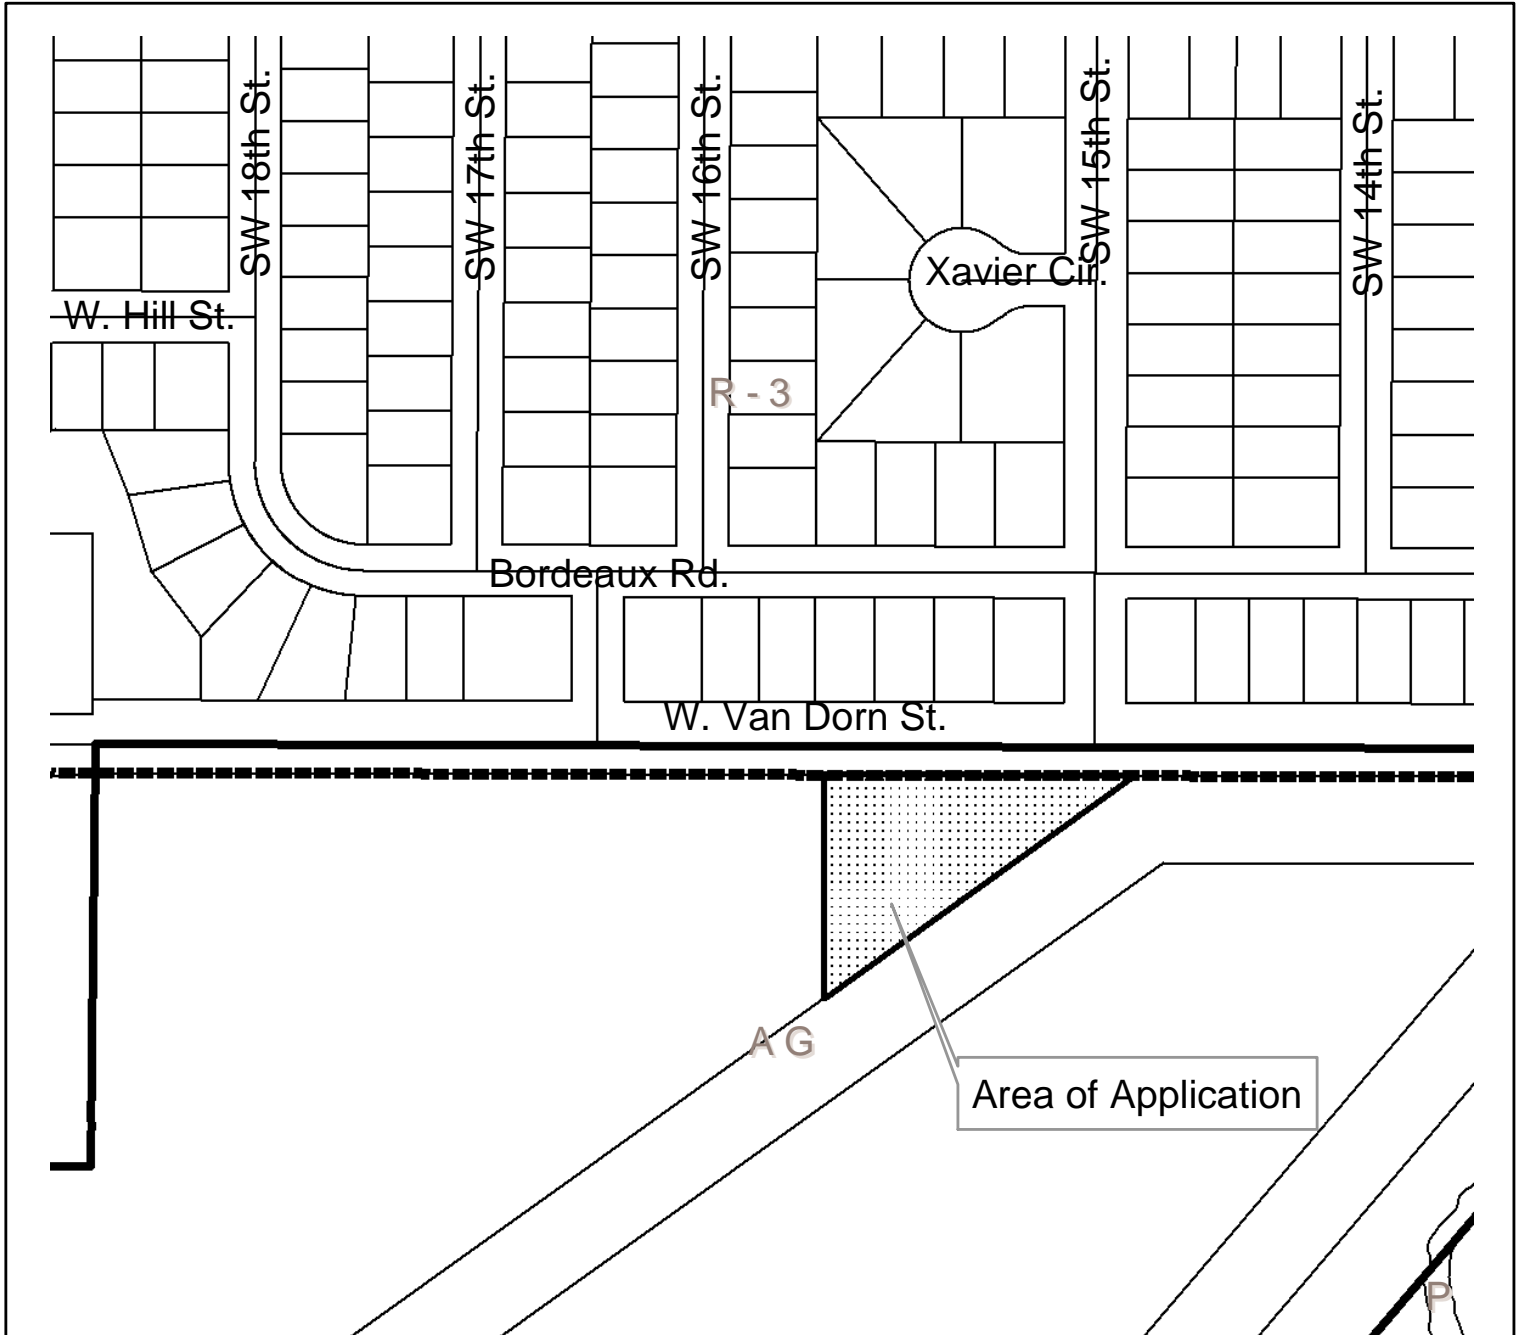 SW 18th St.
SW 17th St.
SW 16th St.
SW 15th St.
SW 14th St.
Xavier Cir.
W. Hill St.
R - 3
Bordeaux Rd.
W. Van Dorn St.
A G
Area of Application
P